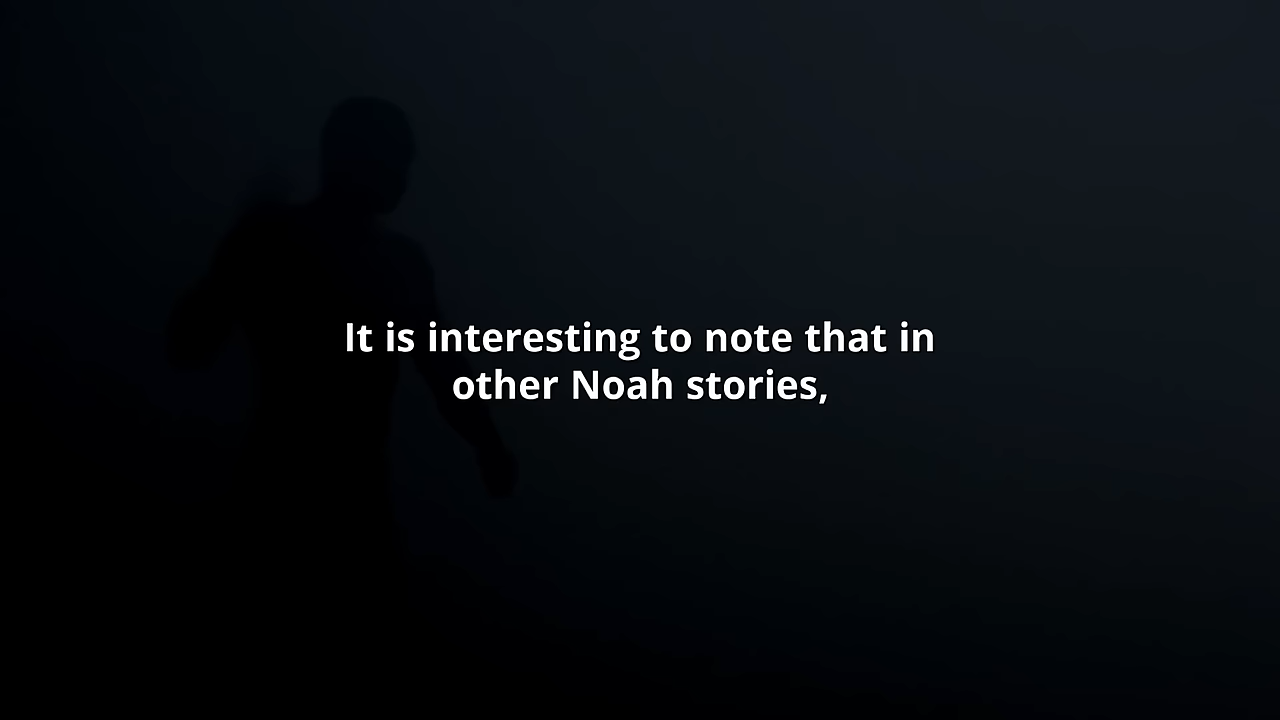 It is interesting to note that in
other Noah stories,